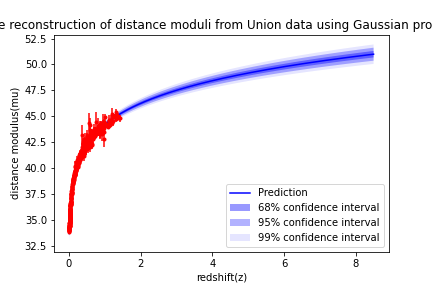 e reconstruction of distance moduli from Union data using Gaussian pro
52.5
50.0
47.5
45.0
42.5
40.0
37.5
35.0
32.5
distance modulus(mu)
Prediction
68% confidence interval
95% confidence interval
99% confidence interval
0 2 4 6 8
redshift(z)